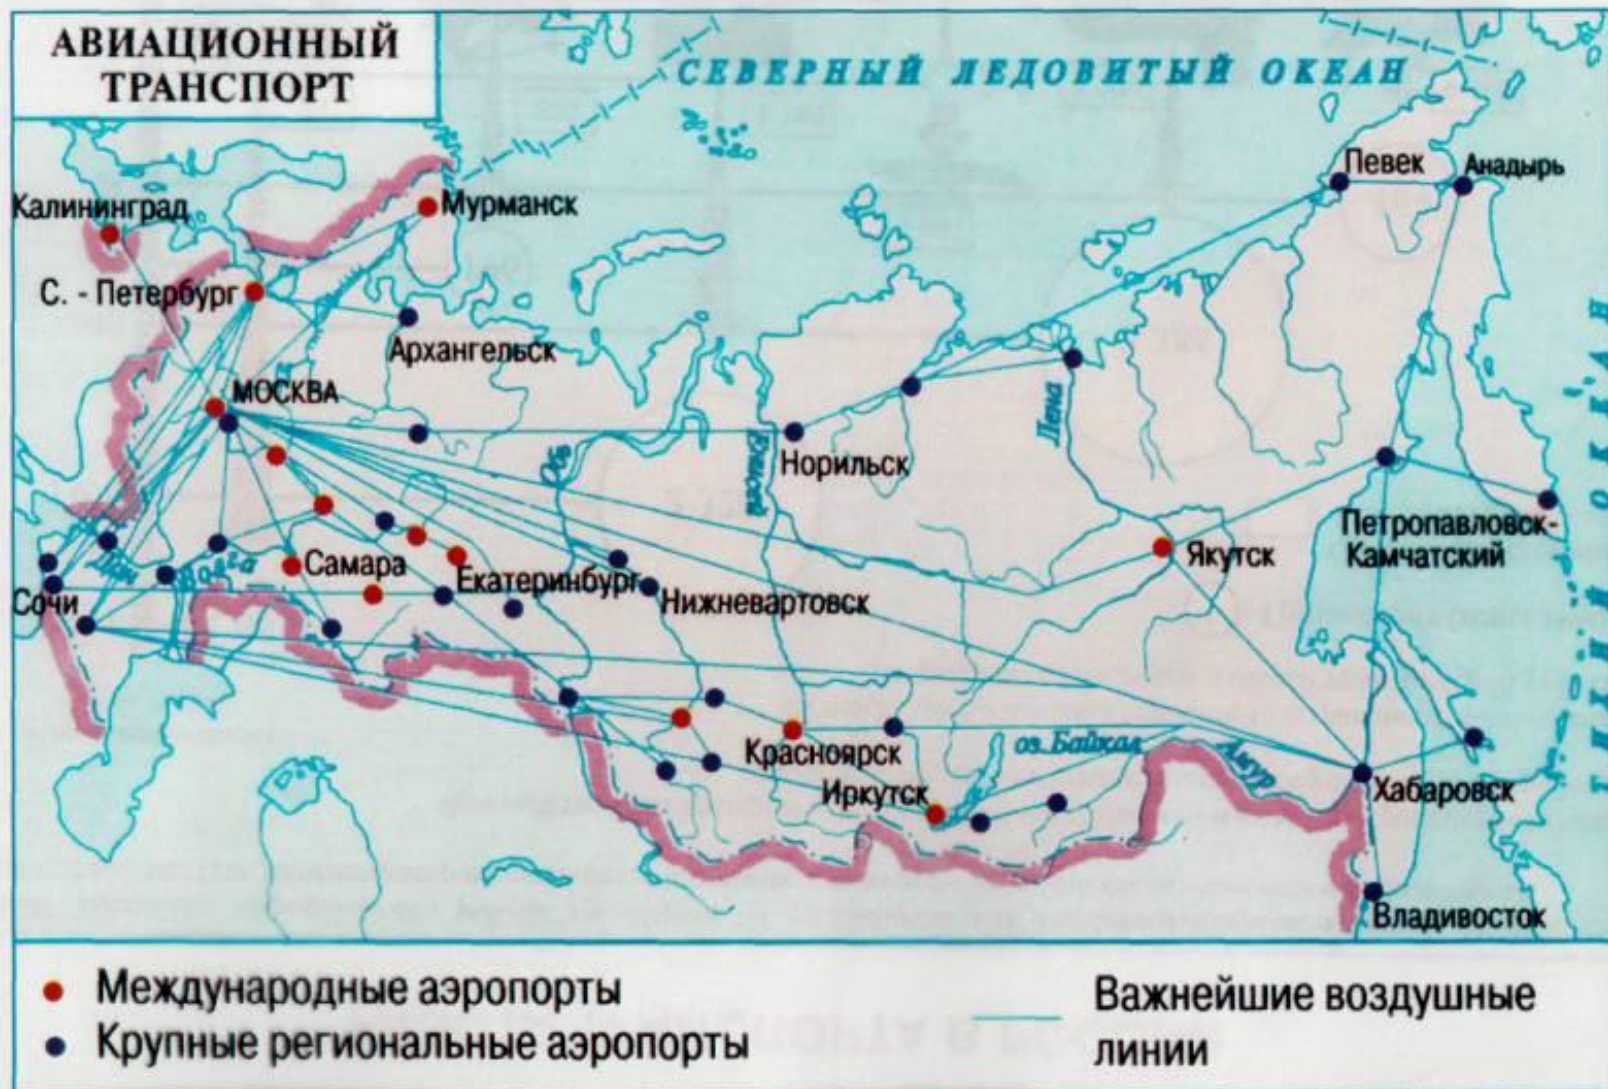 АВИАЦИОННЫЙ
ТРАНСПОРТ
СЕВЕРНЫЙ ЛЕДОВИТЫЙ ОКЕАН
Певек
Анадырь
Калининград
Мурманск
С. - Петербург
Архангельск
МОСКВА
Обь
Енисей
Норильск
Лена
Петропавловск-
Камчатский
Якутск
Дон
Волга
Самара
Екатеринбург
Сочи
Нижневартовск
Красноярск
оз. Байкал
Амур
Иркутск
Хабаровск
Владивосток
ТИХИЙ ОКЕАН
Международные аэропорты
Крупные региональные аэропорты
Важнейшие воздушные
линии